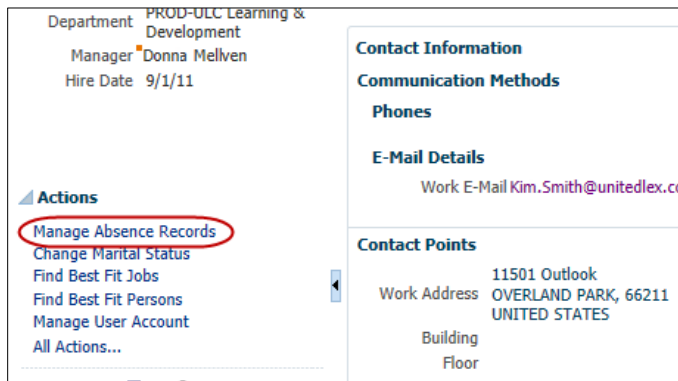 PROD-ULC Learning &
Department Development
Manager Donna Mellven
Hire Date 9/1/11
Actions
Manage Absence Records
Change Marital Status
Find Best Fit Jobs
Find Best Fit Persons
Manage User Account
All Actions...
Contact Information
Communication Methods
Phones
E-Mail Details
Work E-Mail Kim.Smith@unitedlex.co
Contact Points
11501 Outlook
Work Address OVERLAND PARK, 66211
UNITED STATES
Building
Floor